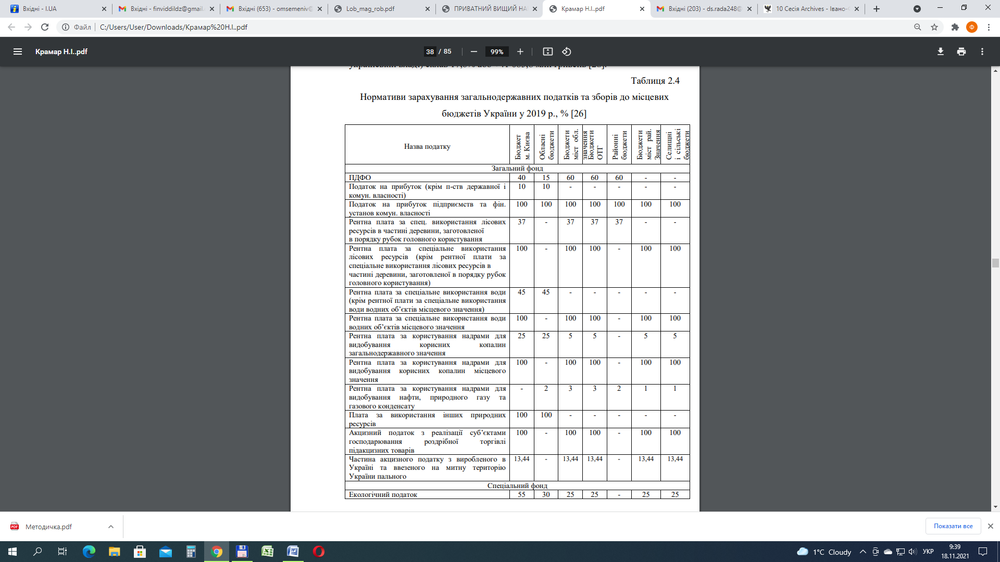 Вхідні - I.UA
Вхідні - finviddildz@gmail.
Вхідні (653) - omsemeniv@
Lob_mag_rob.pdf
ПРИВАТНИЙ ВИЩИЙ НА
Крамар Н.І..pdf
Вхідні (203) - ds.rada248@
10 Сесія Archives - Івано-
Файл
C:/Users/User/Downloads/Крамар%20Н.І..pdf
Ф
Крамар Н.І..pdf
38 / 85
99%
Таблиця 2.4
Нормативи зарахування загальнодержавних податків та зборів до місцевих
бюджетів України у 2019 р., % [26]
Назва податку
Бюджет
м. Києва
Обласні
бюджети
Бюджети
міст обл.
значення
Бюджети
ОТГ
Районні
бюджети
Бюджети
міст рай.
Значення
Селищні
і сільські
бюджети
Загальний фонд
ПДФО 40 15 60 60 60 - -
Податок на прибуток (крім п-ств державної і 10 10 - - - - -
комун. власності)
Податок на прибуток підприємств та фін. 100 100 100 100 100 100 100
установ комун. власності
Рентна плата за спец. використання лісових 37 - 37 37 37 - -
ресурсів в частині деревини, заготовленої
в порядку рубок головного користування
Рентна плата за спеціальне використання 100 - 100 100 - 100 100
лісових ресурсів (крім рентної плати за
спеціальне використання лісових ресурсів в
частині деревини, заготовленої в порядку рубок
головного користування)
Рентна плата за спеціальне використання води 45 45 - - - - -
(крім рентної плати за спеціальне використання
води водних об’єктів місцевого значення)
Рентна плата за спеціальне використання води 100 - 100 100 - 100 100
водних об’єктів місцевого значення
Рентна плата за користування надрами для 25 25 5 5 - 5 5
видобування корисних копалин
загальнодержавного значення
Рентна плата за користування надрами для 100 - 100 100 - 100 100
видобування корисних копалин місцевого
значення
Рентна плата за користування надрами для - 2 3 3 2 1 1
видобування нафти, природного газу та
газового конденсату
Плата за використання інших природних 100 100 - - - - -
ресурсів
Акцизний податок з реалізації суб’єктами 100 - 100 100 - 100 100
господарювання роздрібної торгівлі
підакцизних товарів
Частина акцизного податку з виробленого в 13,44 - 13,44 13,44 - 13,44 13,44
Україні та ввезеного на митну територію
України пального
Спеціальний фонд
Екологічний податок 55 30 25 25 - 25 25
Методичка.pdf
Показати все
1°C Cloudy
УКР
9:39
18.11.2021